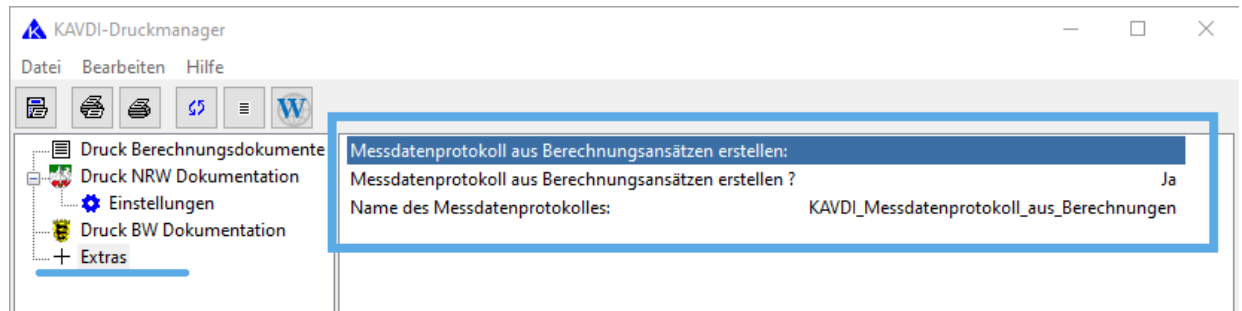 KAVDI-Druckmanager
Datei Bearbeiten Hilfe
W
Druck Berechnungsdokumente
Druck NRW Dokumentation
Einstellungen
Druck BW Dokumentation
Extras
Messdatenprotokoll aus Berechnungsansätzen erstellen:
Messdatenprotokoll aus Berechnungsansätzen erstellen ? Ja
Name des Messdatenprotokolles: KAVDI_Messdatenprotokoll_aus_Berechnungen